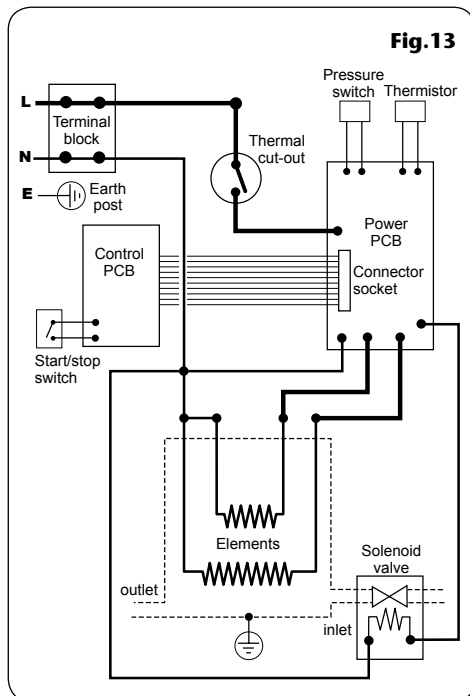 Fig.13
Pressure
switch
Thermistor
L
Terminal
block
Thermal
cut-out
N
E
Earth
post
Power
PCB
Control
PCB
Connector
socket
Start/stop
switch
Elements
Solenoid
valve
outlet
inlet